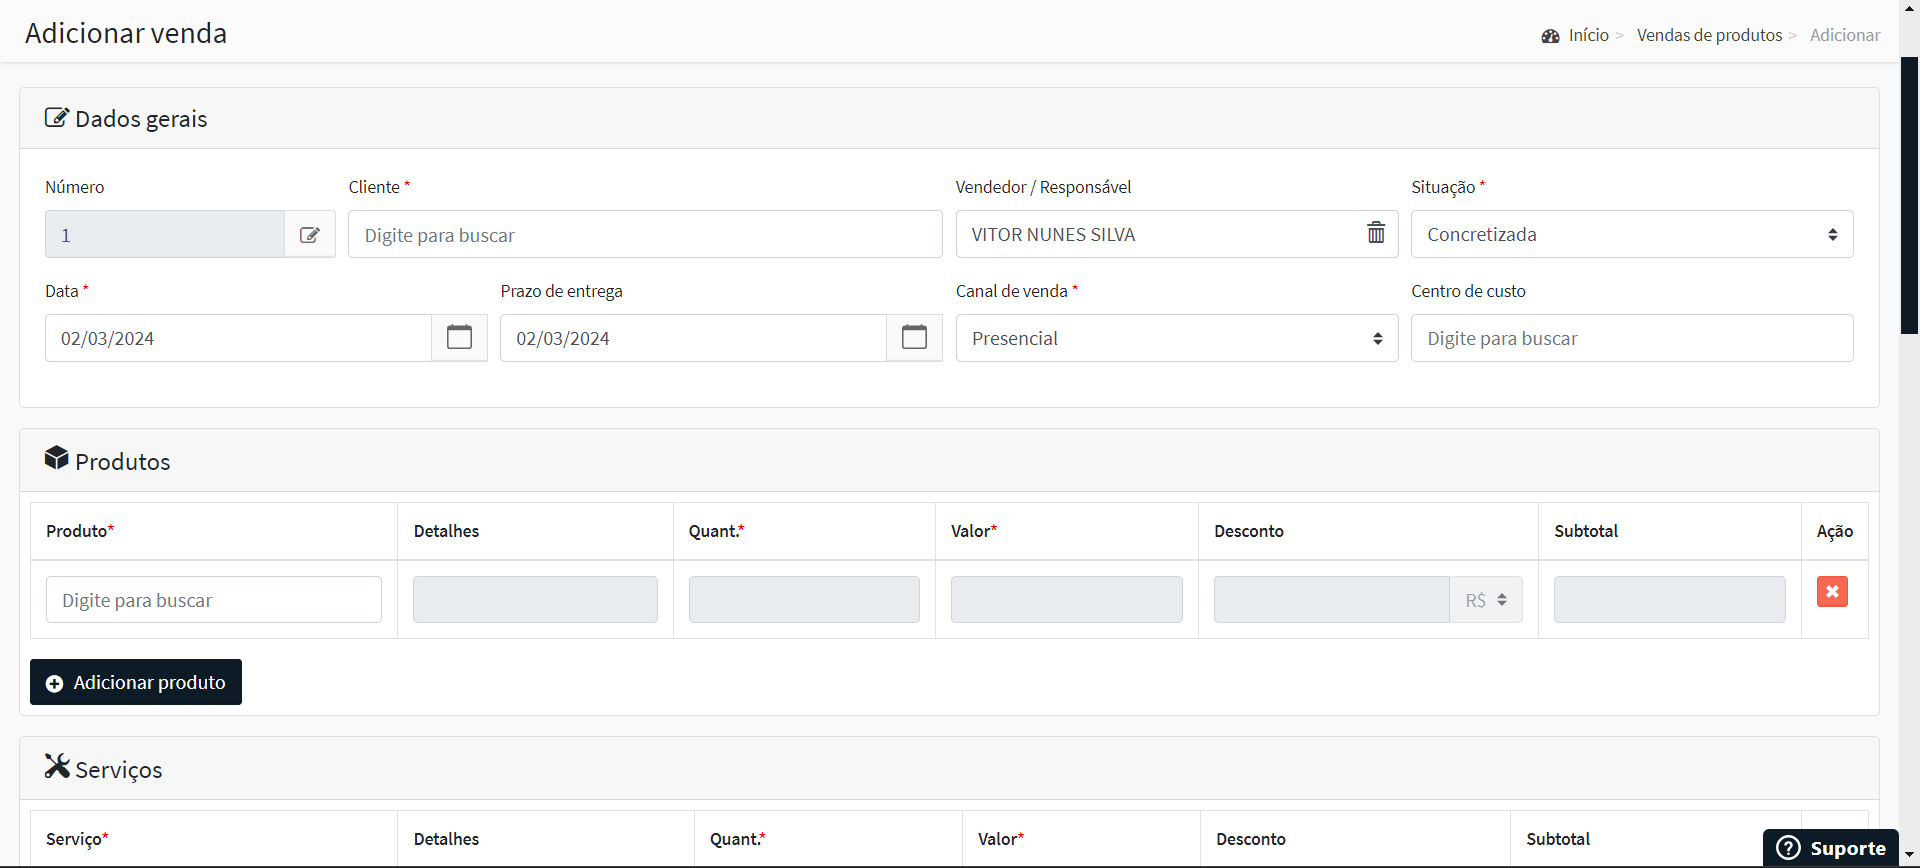 Adicionar venda
Início > Vendas de produtos > Adicionar
Dados gerais
Número Cliente * Vendedor / Responsável Situação *
1 Digite para buscar VITOR NUNES SILVA Concretizada
Data * Prazo de entrega Canal de venda * Centro de custo
02/03/2024 02/03/2024 Presencial Digite para buscar
Produtos
Produto* Detalhes Quant.* Valor* Desconto Subtotal Ação
Digite para buscar R$
Adicionar produto
Serviços
Serviço* Detalhes Quant.* Valor* Desconto Subtotal
Suporte